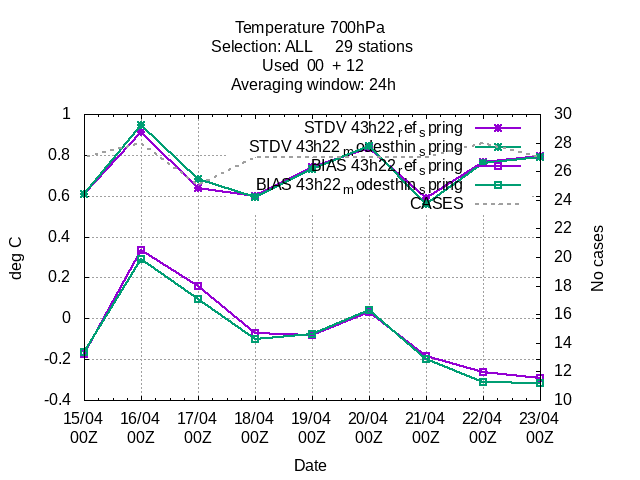 Temperature 700hPa
Selection: ALL 29 stations
Used 00 + 12
Averaging window: 24h
STDV 43h22_ref_spring
STDV 43h22_modesthin_spring
BIAS 43h22_ref_spring
BIAS 43h22_modesthin_spring
CASES
1
0.8
0.6
0.4
0.2
0
-0.2
-0.4
deg C
30
28
26
24
22
20
18
16
14
12
10
No cases
15/04 16/04 17/04 18/04 19/04 20/04 21/04 22/04 23/04
00Z 00Z 00Z 00Z 00Z 00Z 00Z 00Z 00Z
Date